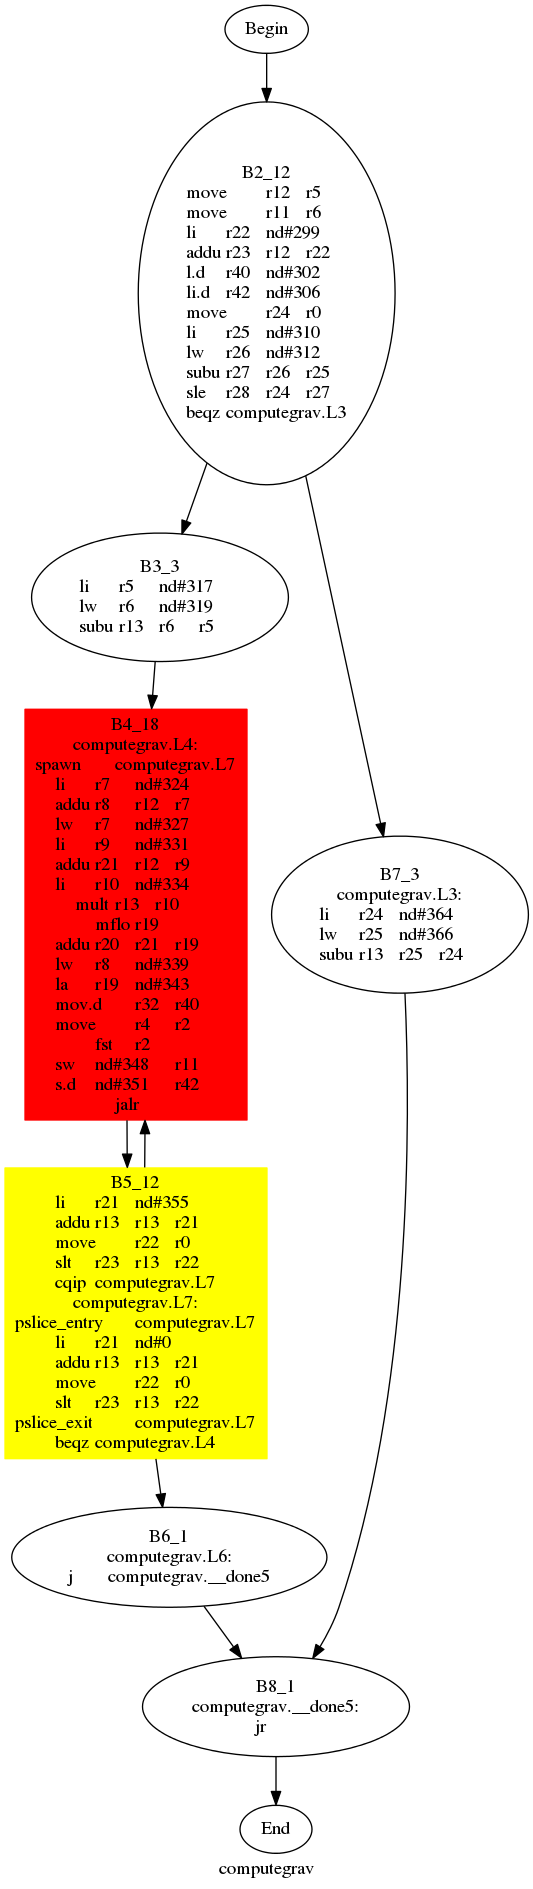 Begin
B2_12
move r12 r5
move r11 r6
li r22 nd#299
addu r23 r12 r22
l.d r40 nd#302
li.d r42 nd#306
move r24 r0
li r25 nd#310
lw r26 nd#312
subu r27 r26 r25
sle r28 r24 r27
beqz computegrav.L3
B3_3
li r5 nd#317
lw r6 nd#319
subu r13 r6 r5
B4_18
computegrav.L4:
spawn computegrav.L7
li r7 nd#324
addu r8 r12 r7
lw r7 nd#327
li r9 nd#331
addu r21 r12 r9
li r10 nd#334
mult r13 r10
mflo r19
addu r20 r21 r19
lw r8 nd#339
la r19 nd#343
mov.d r32 r40
move r4 r2
fst r2
sw nd#348 r11
s.d nd#351 r42
jalr
B7_3
computegrav.L3:
li r24 nd#364
lw r25 nd#366
subu r13 r25 r24
B5_12
li r21 nd#355
addu r13 r13 r21
move r22 r0
slt r23 r13 r22
cqip computegrav.L7
computegrav.L7:
pslice_entry computegrav.L7
li r21 nd#0
addu r13 r13 r21
move r22 r0
slt r23 r13 r22
pslice_exit computegrav.L7
beqz computegrav.L4
B6_1
computegrav.L6:
j computegrav.__done5
B8_1
computegrav.__done5:
jr
End
computegrav